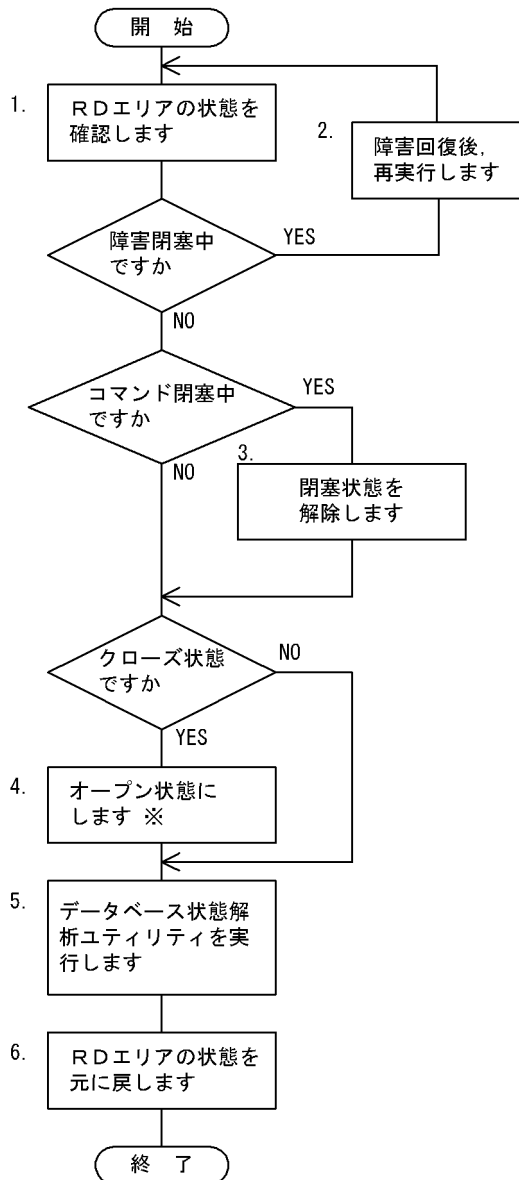 開　始
1.
ＲＤエリアの状態を
確認します
2.
障害回復後，
再実行します
障害閉塞中
ですか
YES
NO
コマンド閉塞中
ですか
YES
NO
3.
閉塞状態を
解除します
クローズ状態
ですか
NO
YES
4.
オープン状態に
します ※
5.
データベース状態解
析ユティリティを実
行します
6.
ＲＤエリアの状態を
元に戻します
終　了